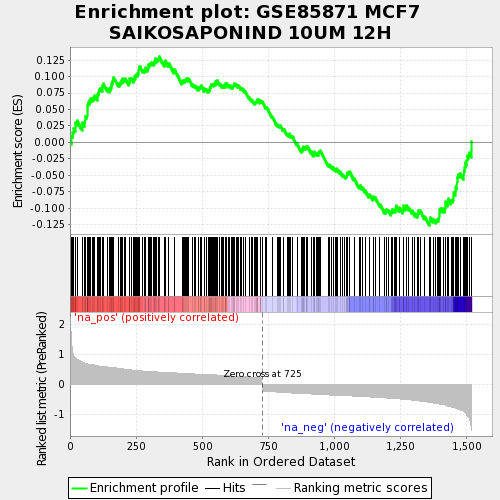 Enrichment plot: GSE85871 MCF7
SAIKOSAPONIND 10UM 12H
Enrichment score (ES)
0.125
0.100
0.075
0.050
0.025
0.000
-0.025
-0.050
-0.075
-0.100
-0.125
'na_pos' (positively correlated)
Ranked list metric (PreRanked)
2
1
0
-1
Zero cross at 725
'na_neg' (negatively correlated)
0
250
500
750
1,000
1,250
1,500
Rank in Ordered Dataset
Enrichment profile
Hits
Ranking metric scores